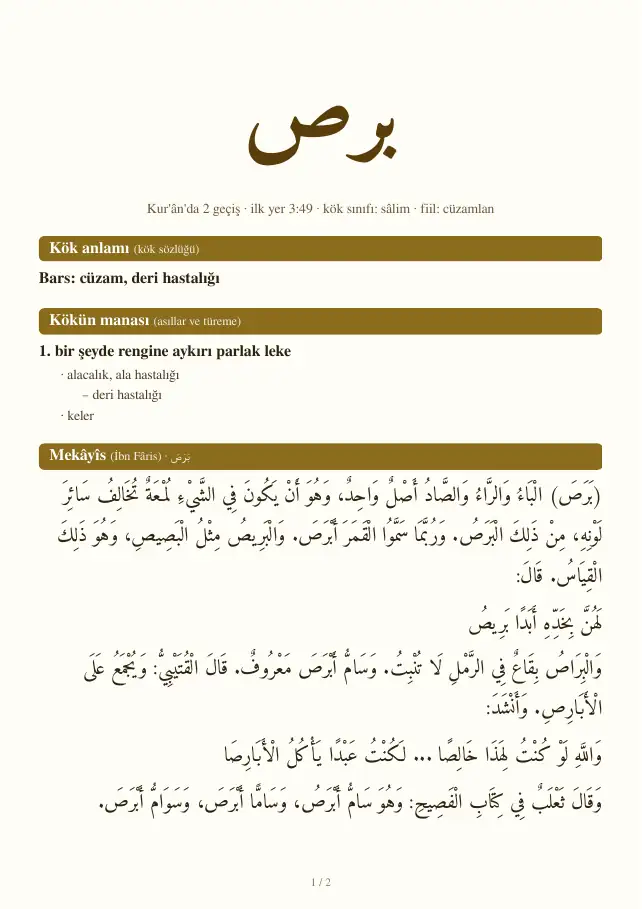 برص
Kur'ân'da 2 geçiş · ilk yer 3:49 · kök sınıfı: sâlim · fiil: cüzamlan
Kök anlamı (kök sözlüğü)
Bars: cüzam, deri hastalığı
Kökün manası (asıllar ve türeme)
1. bir şeyde rengine aykırı parlak leke
· alacalık, ala hastalığı
– deri hastalığı
· keler
Mekâyîs (İbn Fâris) · بَرَصَ
(بَرَصَ) الْبَاءُ وَالرَّاءُ وَالصَّادُ أَصْلٌ وَاحِدٌ، وَهُوَ أَنْ يَكُونَ فِي الشَّيْءِ لُمْعَةٌ تُخَالِفُ سَائِرَ
لَوْنِهِ، مِنْ ذَلِكَ الْبَرَصُ. وَرُبَّمَا سَمَّوُا الْقَمَرَ أَبْرَصَ. وَالْبَرِيصُ مِثْلُ الْبَصِيصِ، وَهُوَ ذَلِكَ
الْقِيَاسُ. قَالَ:
لَهُنَّ بِخَدِّهِ أَبَدًا بَرِيصُ
وَالْبِرَاصُ بِقَاعٌ فِي الرَّمْلِ لَا تُنْبِتُ. وَسَامُّ أَبْرَصَ مَعْرُوفٌ. قَالَ الْقُتَيْبِيُّ: وَيُجْمَعُ عَلَى
الْأَبَارِصِ. وَأَنْشَدَ:
وَاللَّهِ لَوْ كُنْتُ لِهَذَا خَالِصًا ... لَكُنْتُ عَبْدًا يَأْكُلُ الْأَبَارِصَا
وَقَالَ ثَعْلَبٌ فِي كِتَابِ الْفَصِيحِ: وَهُوَ سَامُّ أَبْرَصُ، وَسَامَّا أَبْرَصَ، وَسَوَامُّ أَبْرَصَ.
1 / 2